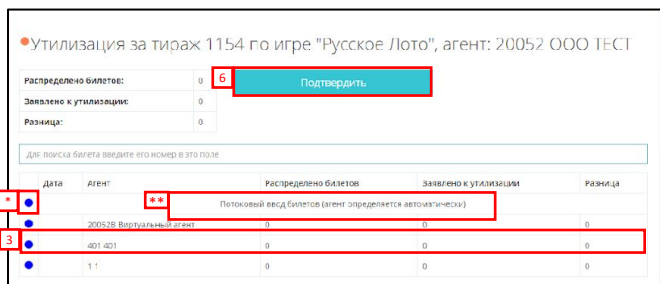 Утилизация за тираж 1154 по игре "Русское Лото", агент: 20052 ООО ТЕСТ
Распределено билетов: 0
6 Подтвердить
Заявлено к утилизации: 0
Разница: 0
Для поиска билета введите его номер в это поле
Дата Агент Распределено билетов Заявлено к утилизации Разница
* ** Потоковый ввод билетов (агент определяется автоматически)
20052В Виртуальный агент 0 0 0
3 401 401 0 0 0
1 1 0 0 0